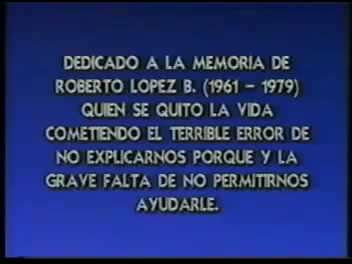 DEDICADO A LA MEMORIA DE
ROBERTO LOPEZ B. (1961 – 1979)
QUIEN SE QUITO LA VIDA
COMETIENDO EL TERRIBLE ERROR DE
NO EXPLICARNOS PORQUE Y LA
GRAVE FALTA DE NO PERMITIRNOS
AYUDARLE.